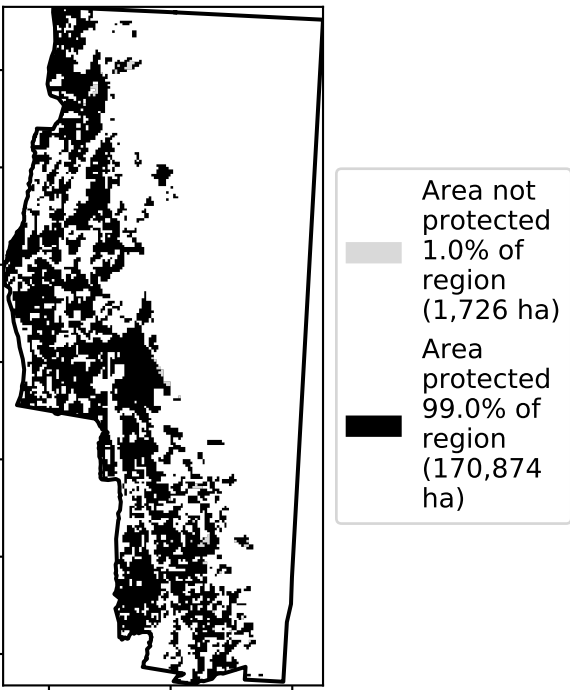 Area not
protected
1.0% of
region
(1,726 ha)
Area
protected
99.0% of
region
(170,874
ha)